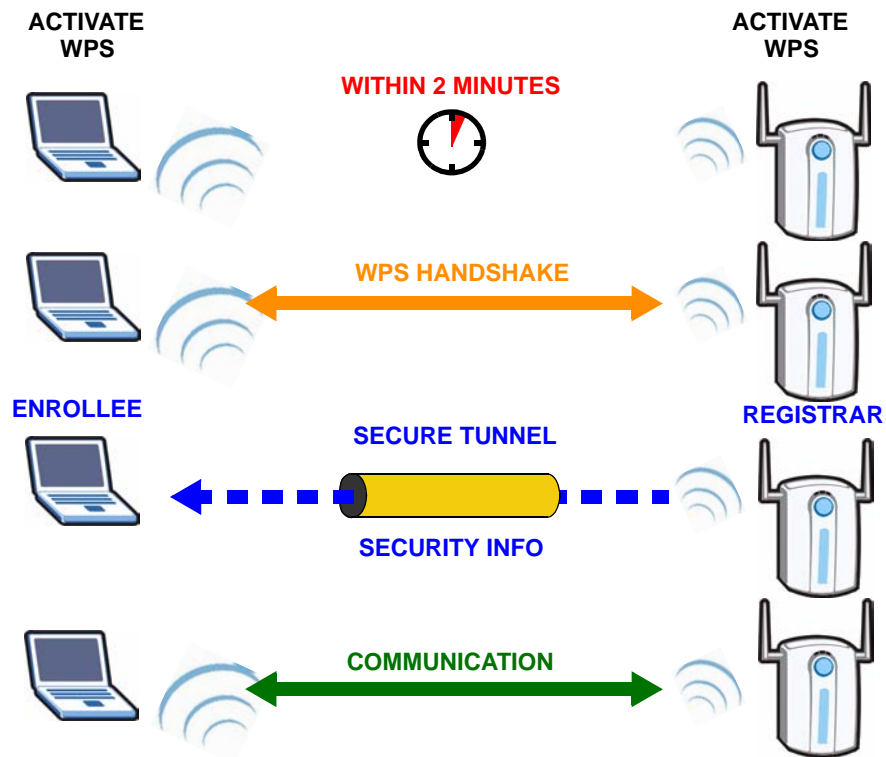 ACTIVATE
WPS
ACTIVATE
WPS
WITHIN 2 MINUTES
WPS HANDSHAKE
ENROLLEE
REGISTRAR
SECURE TUNNEL
SECURITY INFO
COMMUNICATION